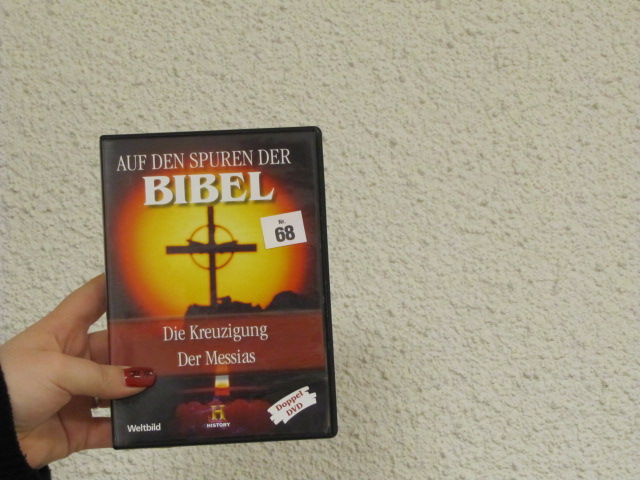 AUF DEN SPUREN DER
BIBEL
Nr.
68
Die Kreuzigung
Der Messias
Doppel
DVD
Weltbild
H
HISTORY